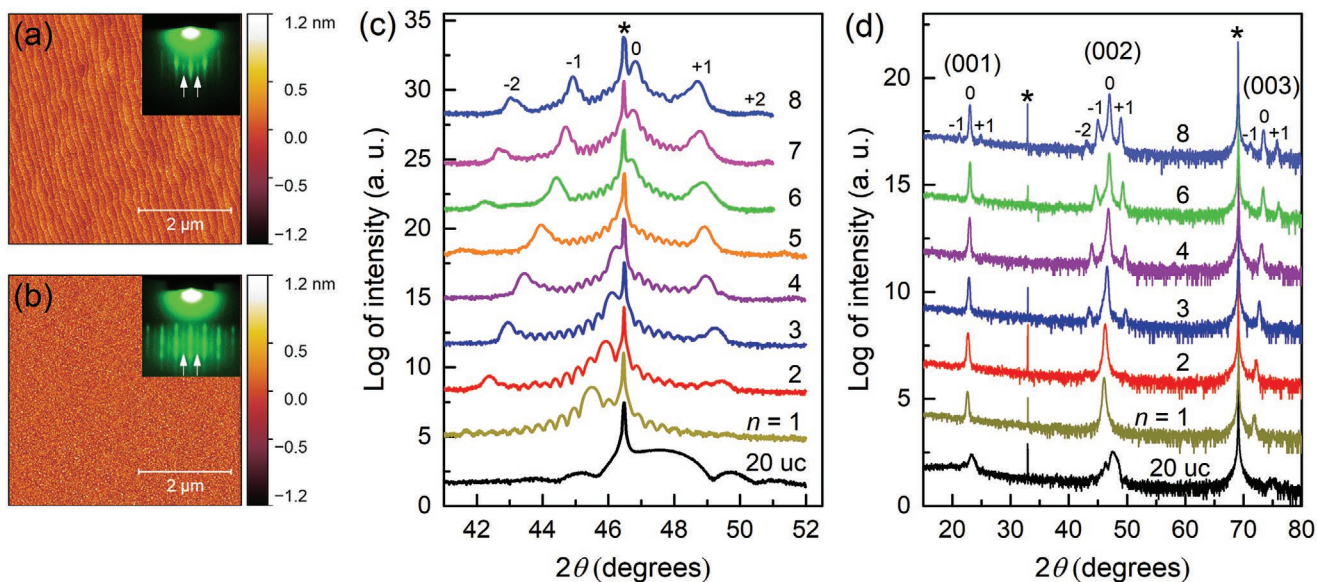 (a)
1.2 nm
0.5
0.0
−0.5
−1.2
2 µm
(b)
1.2 nm
0.5
0.0
−0.5
−1.2
2 µm
(c)
35
30
25
20
15
10
5
0
Log of intensity (a. u.)
*
-2
-1
0
+1
+2
8
7
6
5
4
3
2
n = 1
20 uc
42 44 46 48 50 52
2θ (degrees)
(d)
20
15
10
5
0
Log of intensity (a. u.)
(001)
(002)
(003)
*
*
0
-1 +1
0
-2 -1 +1
0
-1 +1
8
6
4
3
2
n = 1
20 uc
20 30 40 50 60 70 80
2θ (degrees)